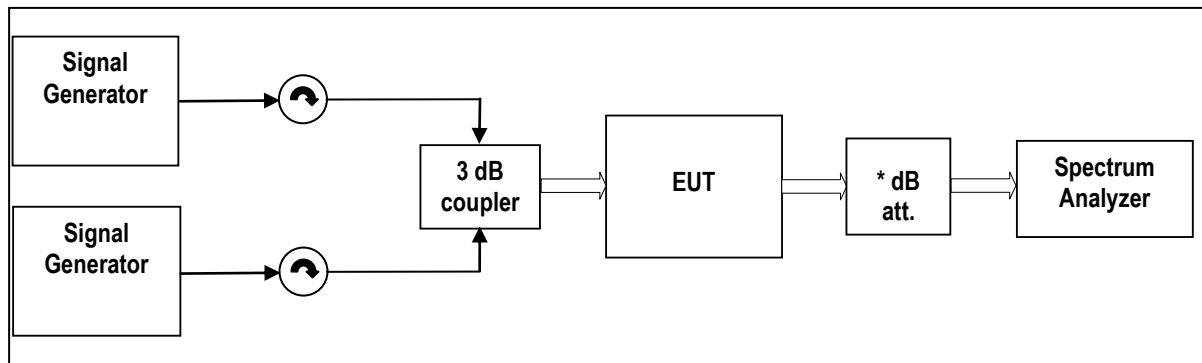 Signal
Generator
3 dB
coupler
EUT
* dB
att.
Spectrum
Analyzer
Signal
Generator